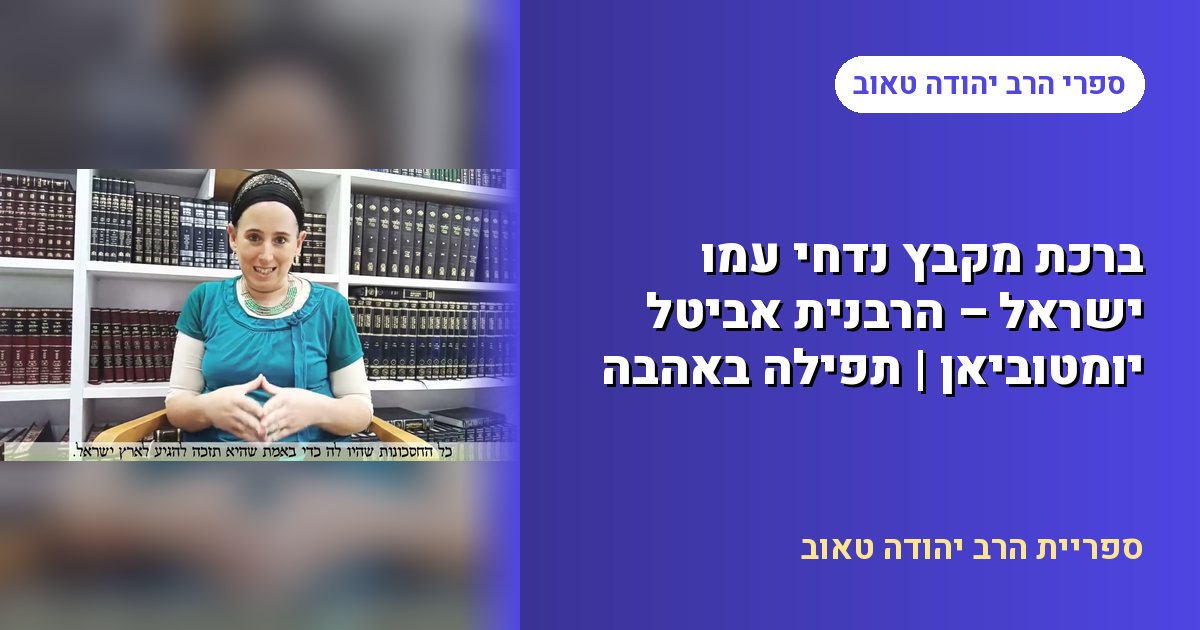 ספרי הרב יהודה טאוב
ברכת מקבץ נדחי עמו
ישראל – הרבנית אביטל
יומטוביאן | תפילה באהבה
ספריית הרב יהודה טאוב
כל החסכונות שהיו לה כדי באמת שהיא תזכה להגיע לארץ ישראל.